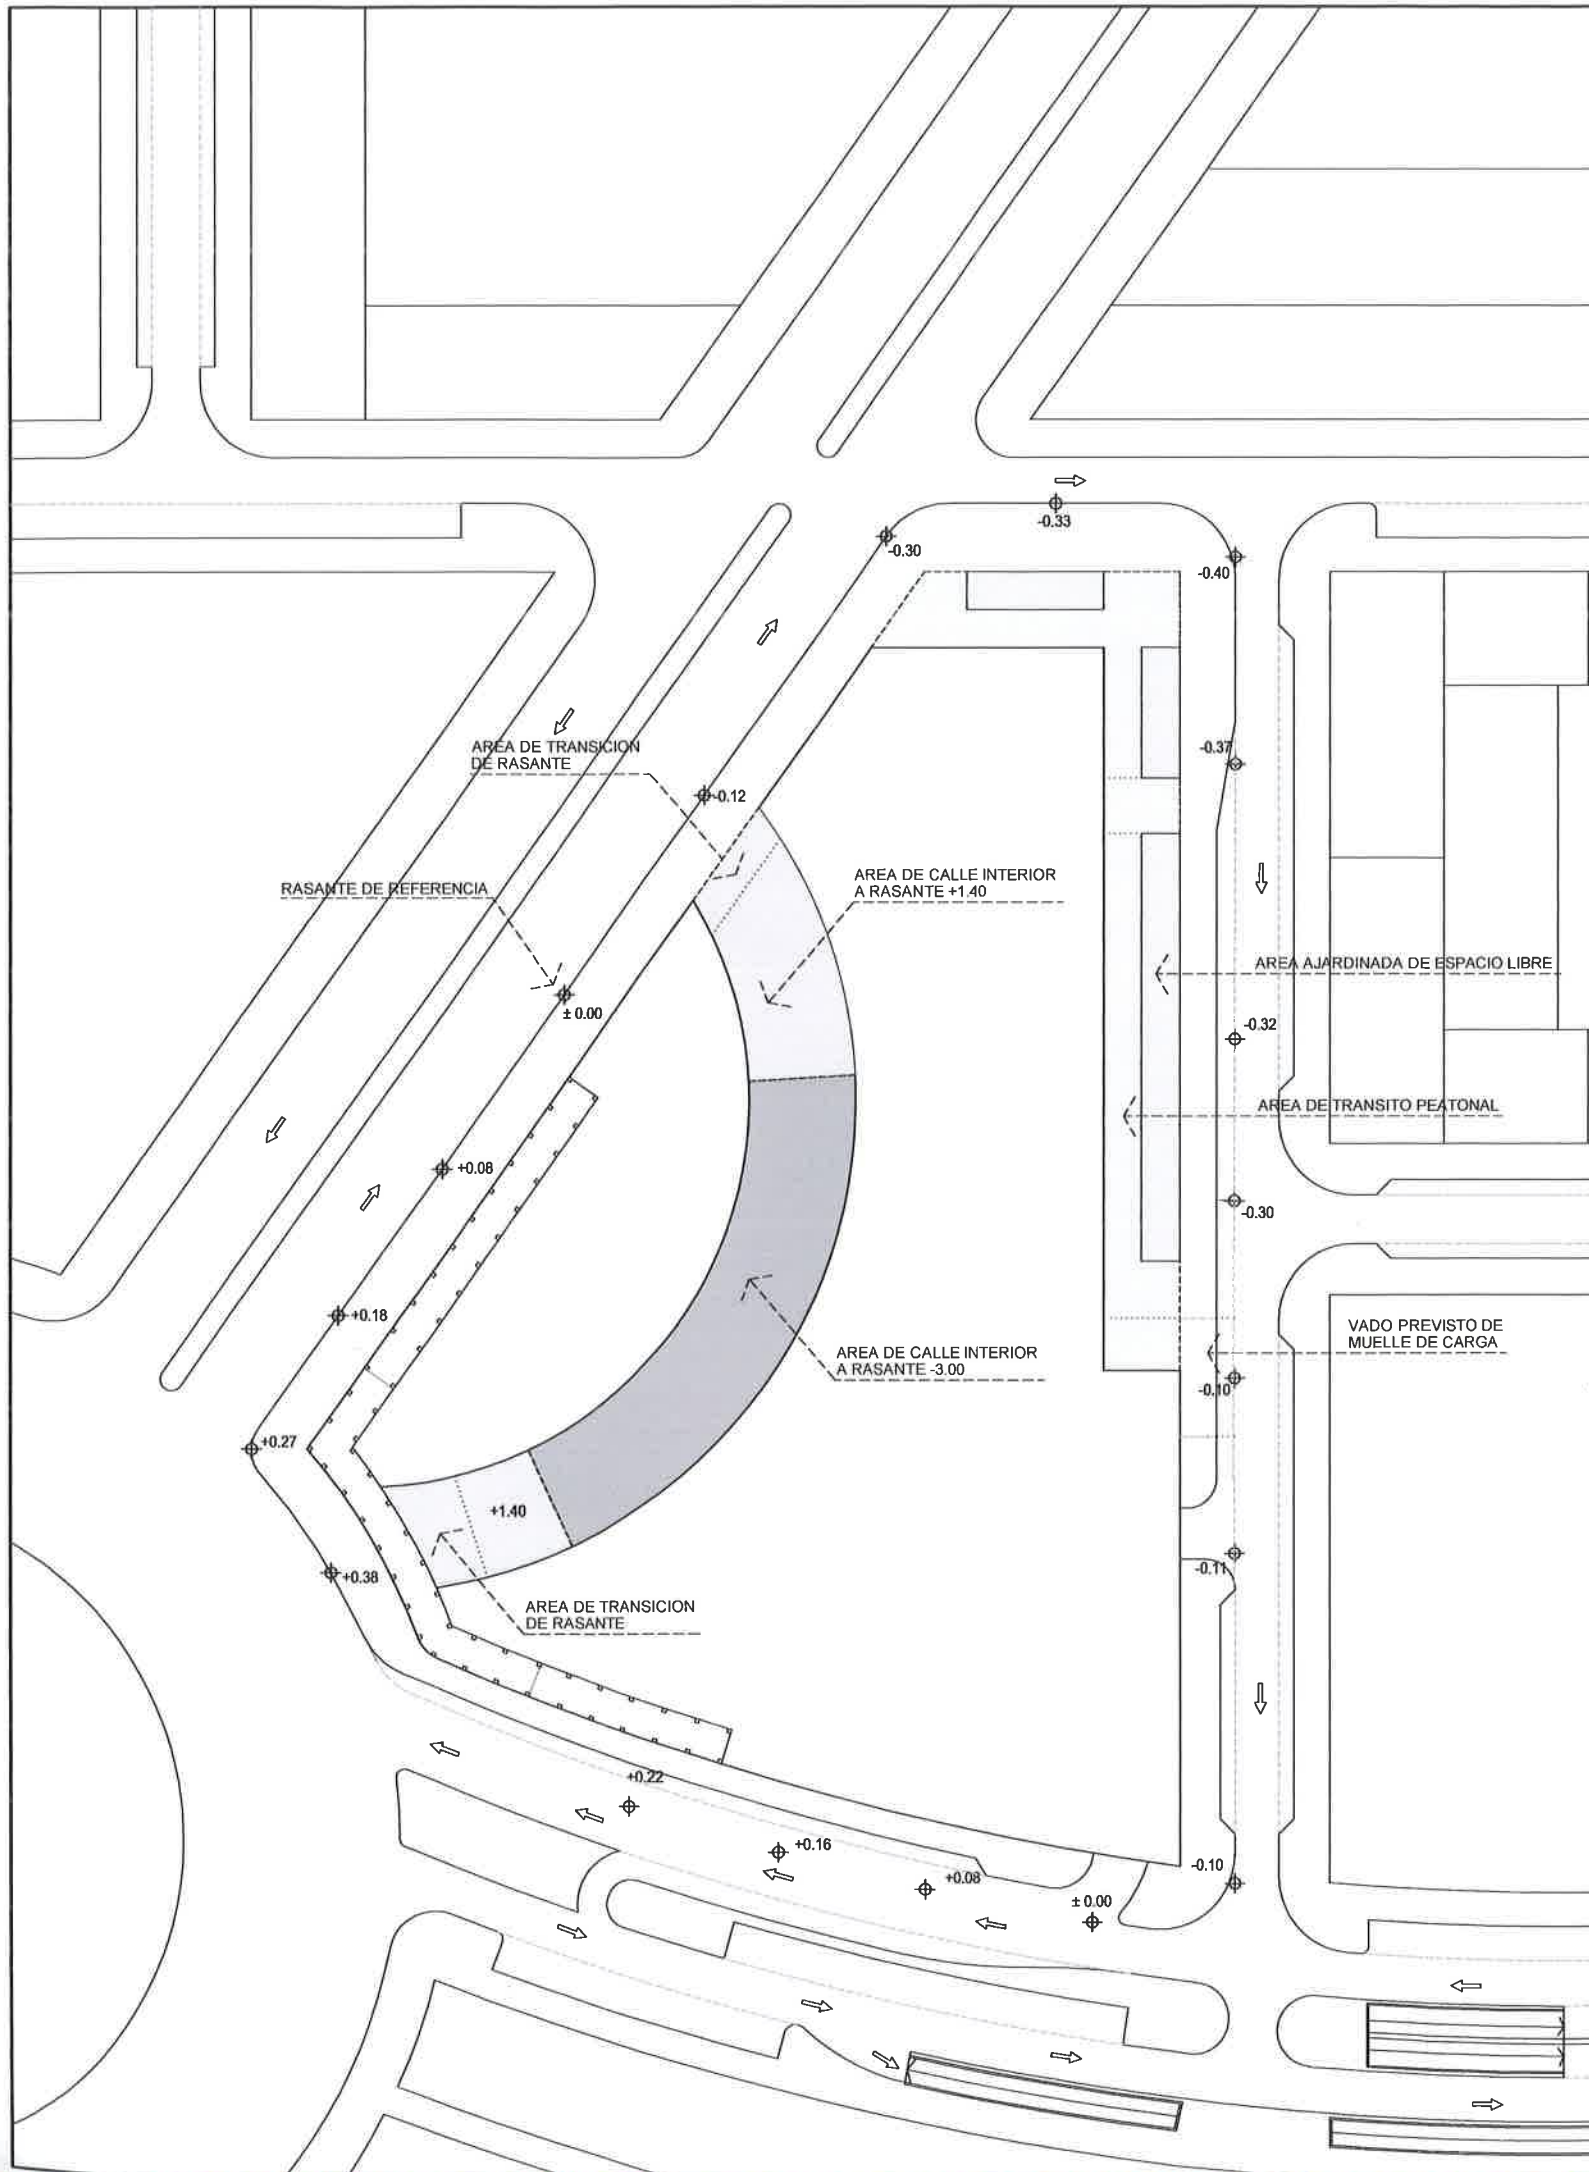 -0.33
-0.30
-0.40
AREA DE TRANSICION
DE RASANTE
-0.37
-0.12
AREA DE CALLE INTERIOR
A RASANTE +1.40
RASANTE DE REFERENCIA
AREA AJARDINADA DE ESPACIO LIBRE
± 0.00
-0.32
AREA DE TRANSITO PEATONAL
+0.08
-0.30
+0.18
VADO PREVISTO DE
MUELLE DE CARGA
AREA DE CALLE INTERIOR
A RASANTE -3.00
-0.10
+0.27
+1.40
-0.11
+0.38
AREA DE TRANSICION
DE RASANTE
+0.22
+0.16
-0.10
+0.08
± 0.00